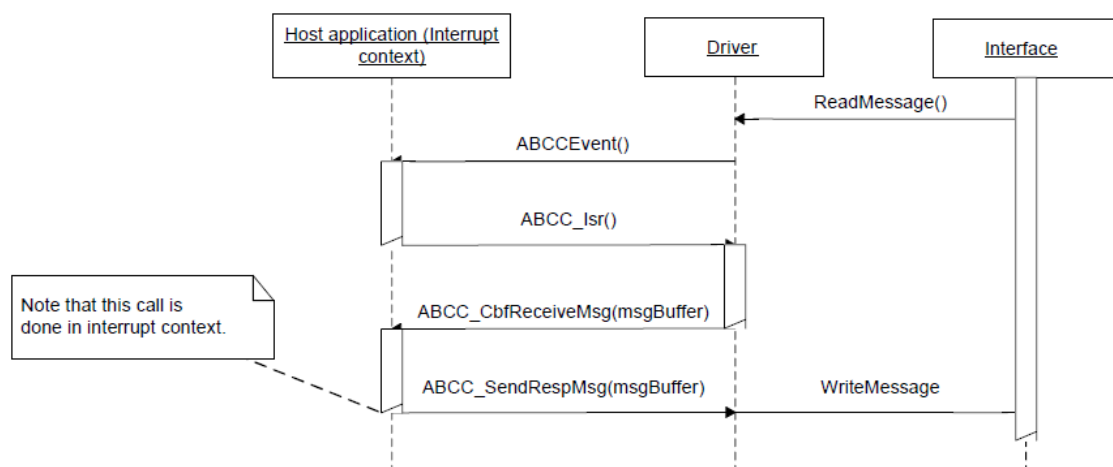 Host application (Interrupt
context)
Driver
Interface
ReadMessage()
ABCCEvent()
ABCC_Isr()
Note that this call is
done in interrupt context.
ABCC_CbfReceiveMsg(msgBuffer)
ABCC_SendRespMsg(msgBuffer)
WriteMessage